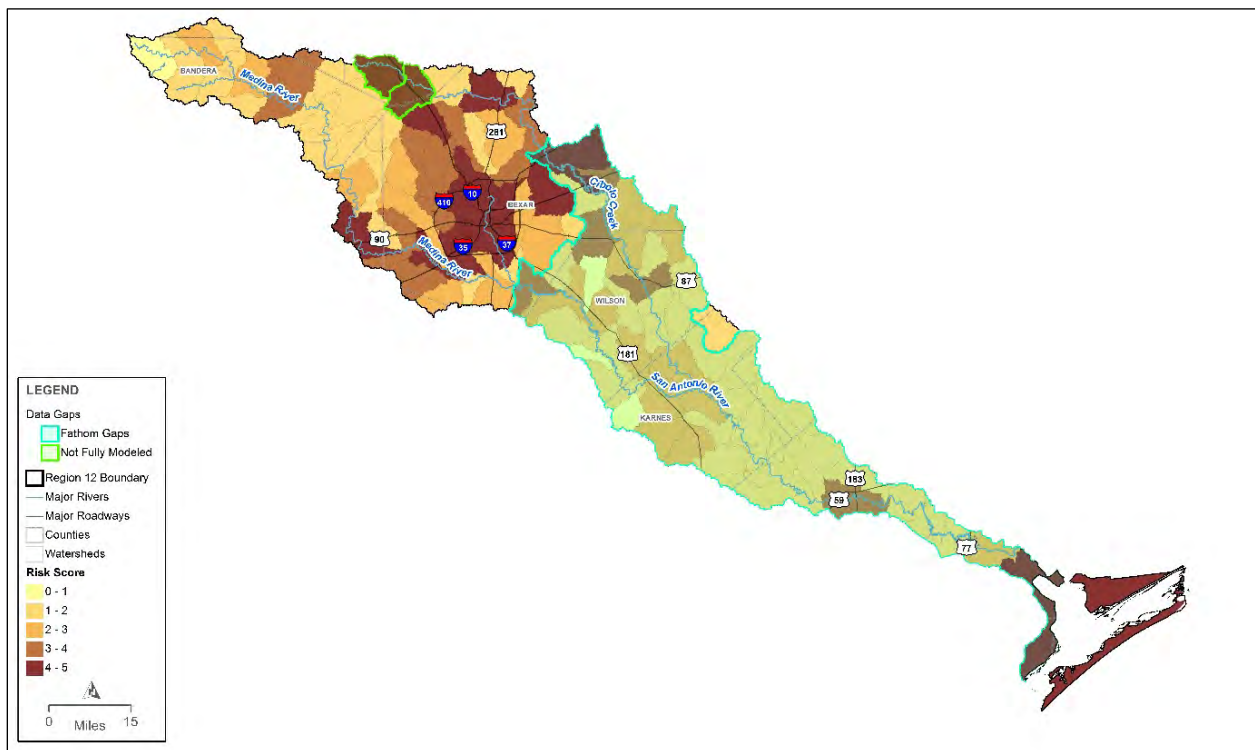 BANDERA
Medina River
281
10
410
BEXAR
Cibolo
Creek
90
35
37
Medina River
87
WILSON
181
San Antonio River
KARNES
183
59
77
LEGEND
Data Gaps
Fathom Gaps
Not Fully Modeled
Region 12 Boundary
Major Rivers
Major Roadways
Counties
Watersheds
Risk Score
0 - 1
1 - 2
2 - 3
3 - 4
4 - 5
N
0 15
Miles